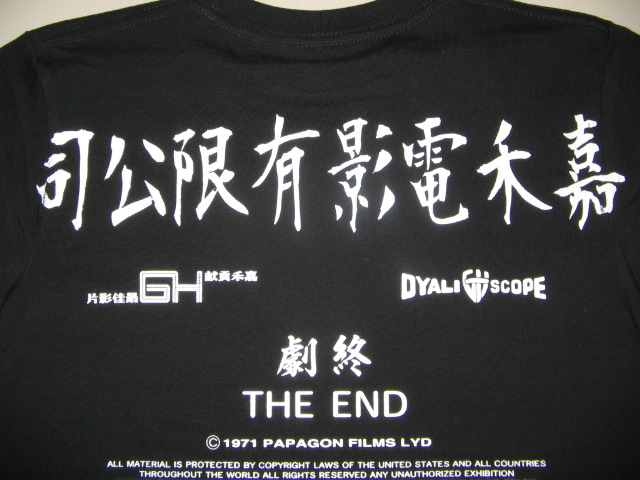 嘉禾電影有限公司
嘉禾貢獻 GH 最佳影片
DYALISCOPE
劇終
THE END
© 1971 PAPAGON FILMS LYD
ALL MATERIAL IS PROTECTED BY COPYRIGHT LAWS OF THE UNITED STATES AND ALL COUNTRIES
THROUGHOUT THE WORLD ALL RIGHTS RESERVED ANY UNAUTHORIZED EXHIBITION